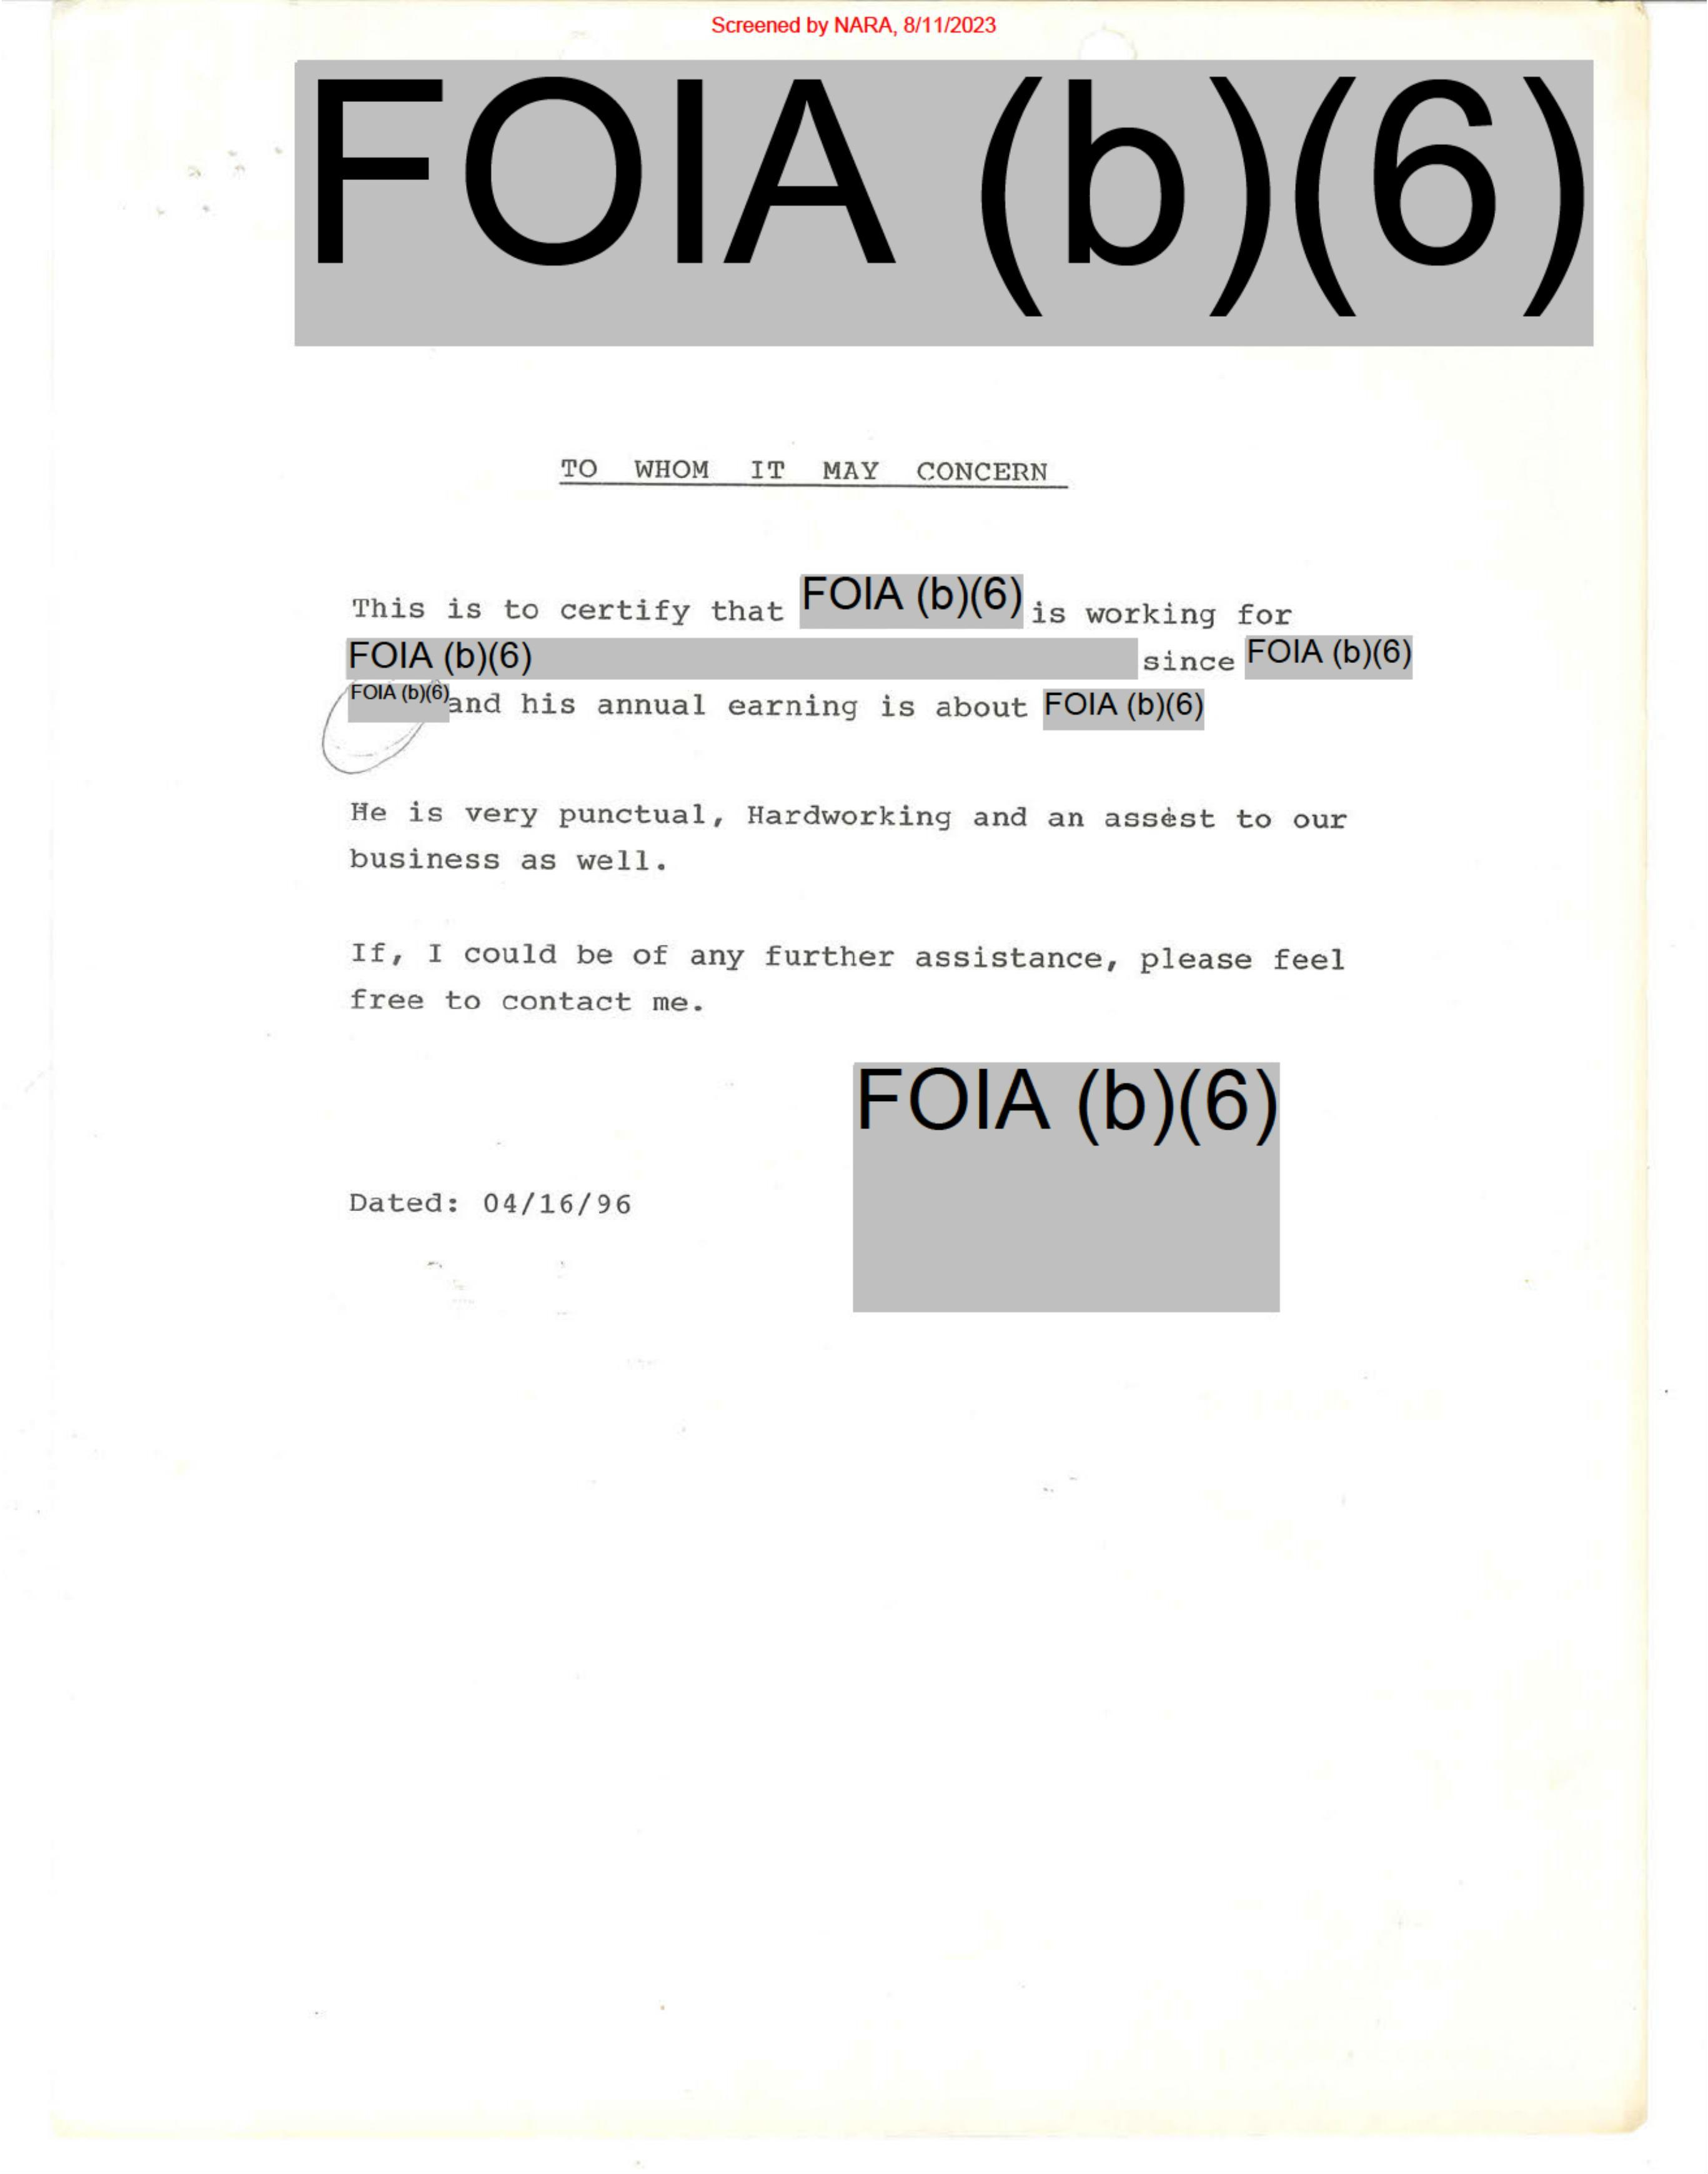 Screened by NARA, 8/11/2023
FOIA (b)(6)
TO WHOM IT MAY CONCERN
This is to certify that FOIA (b)(6) is working for
FOIA (b)(6) since FOIA (b)(6)
FOIA (b)(6) and his annual earning is about FOIA (b)(6)
He is very punctual, Hardworking and an assest to our
business as well.
If, I could be of any further assistance, please feel
free to contact me.
FOIA (b)(6)
Dated: 04/16/96